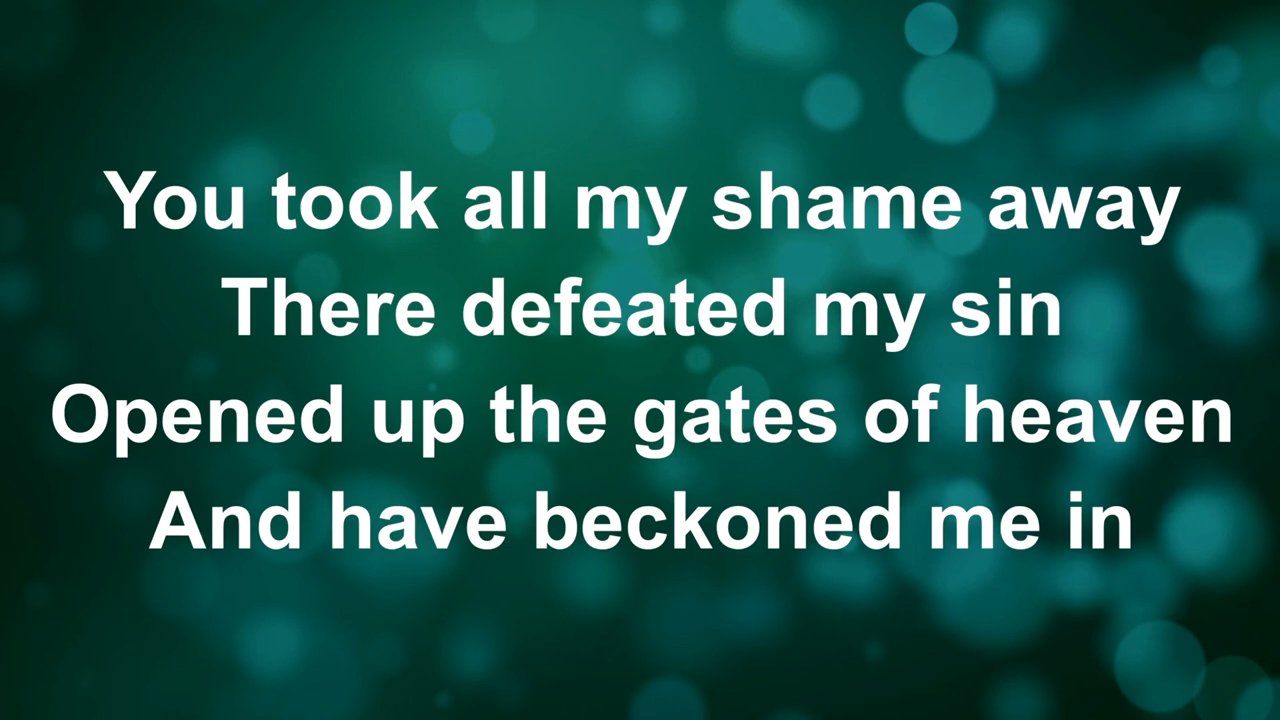 You took all my shame away
There defeated my sin
Opened up the gates of heaven
And have beckoned me in